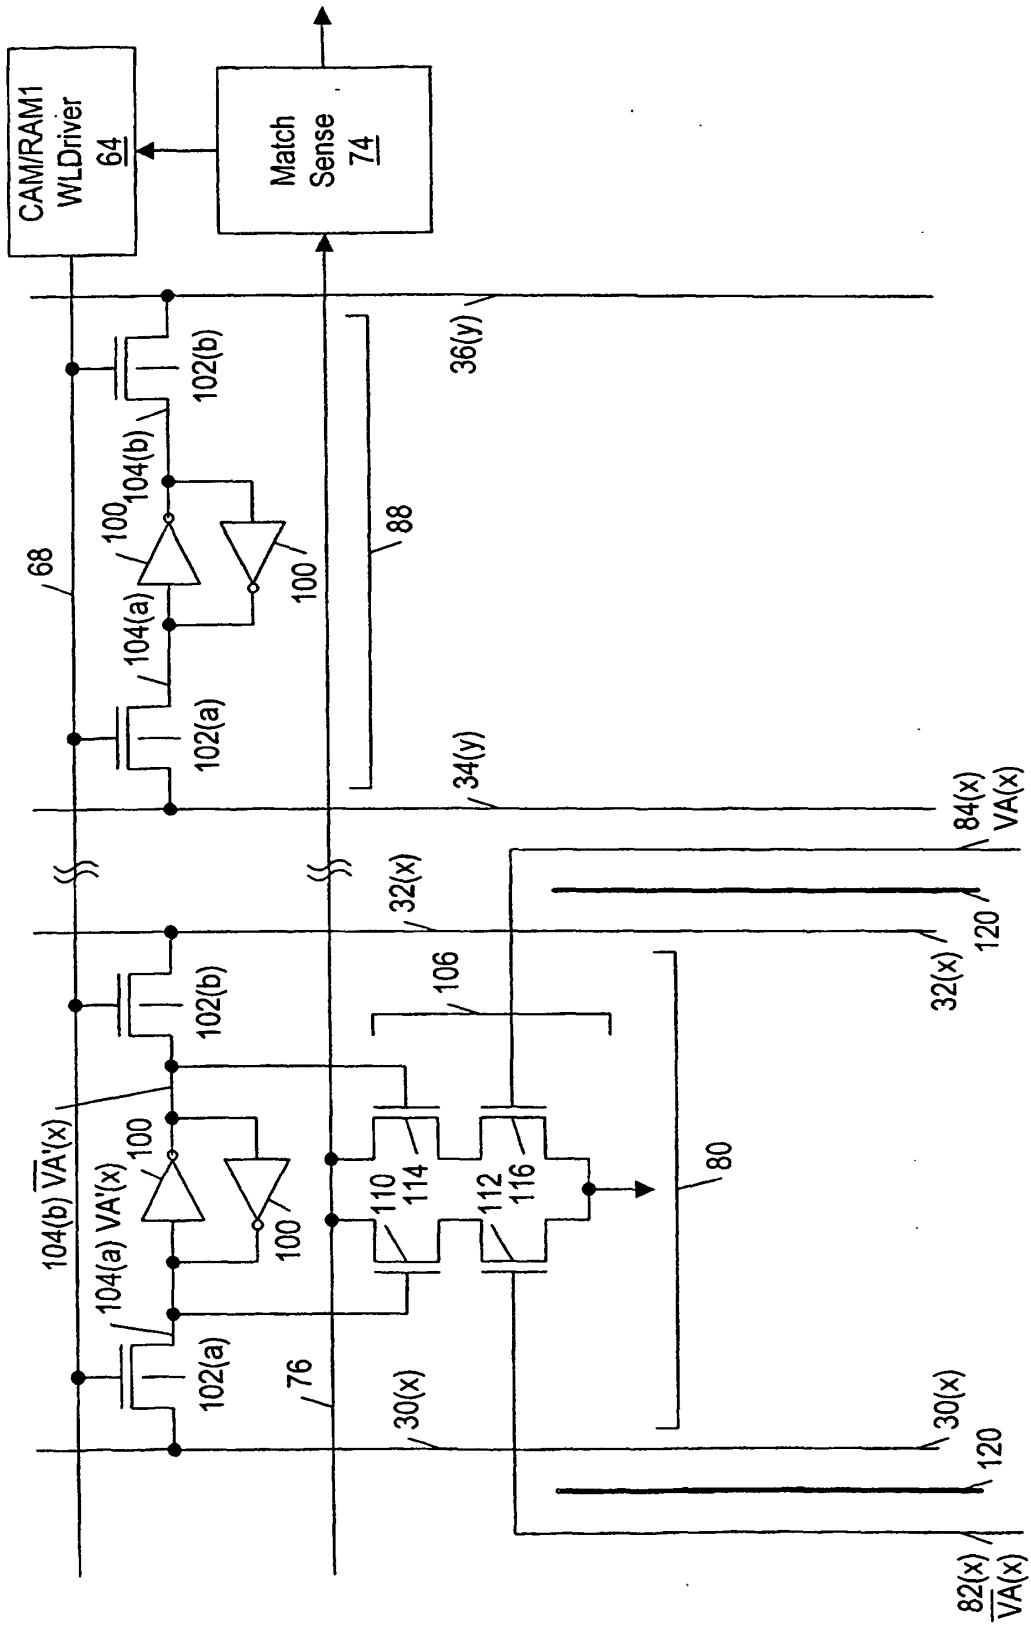 CAM/RAM1
WLDriver
64
68
104(b) V̅A̅'(x)
104(a) VA'(x)
100
104(a)
100
104(b)
102(a)
102(b)
102(a)
102(b)
100
100
Match
Sense
74
76
88
30(x)
32(x)
110
114
106
34(y)
36(y)
112
116
80
30(x)
32(x)
120
120
82(x)
V̅A̅(x)
84(x)
VA(x)